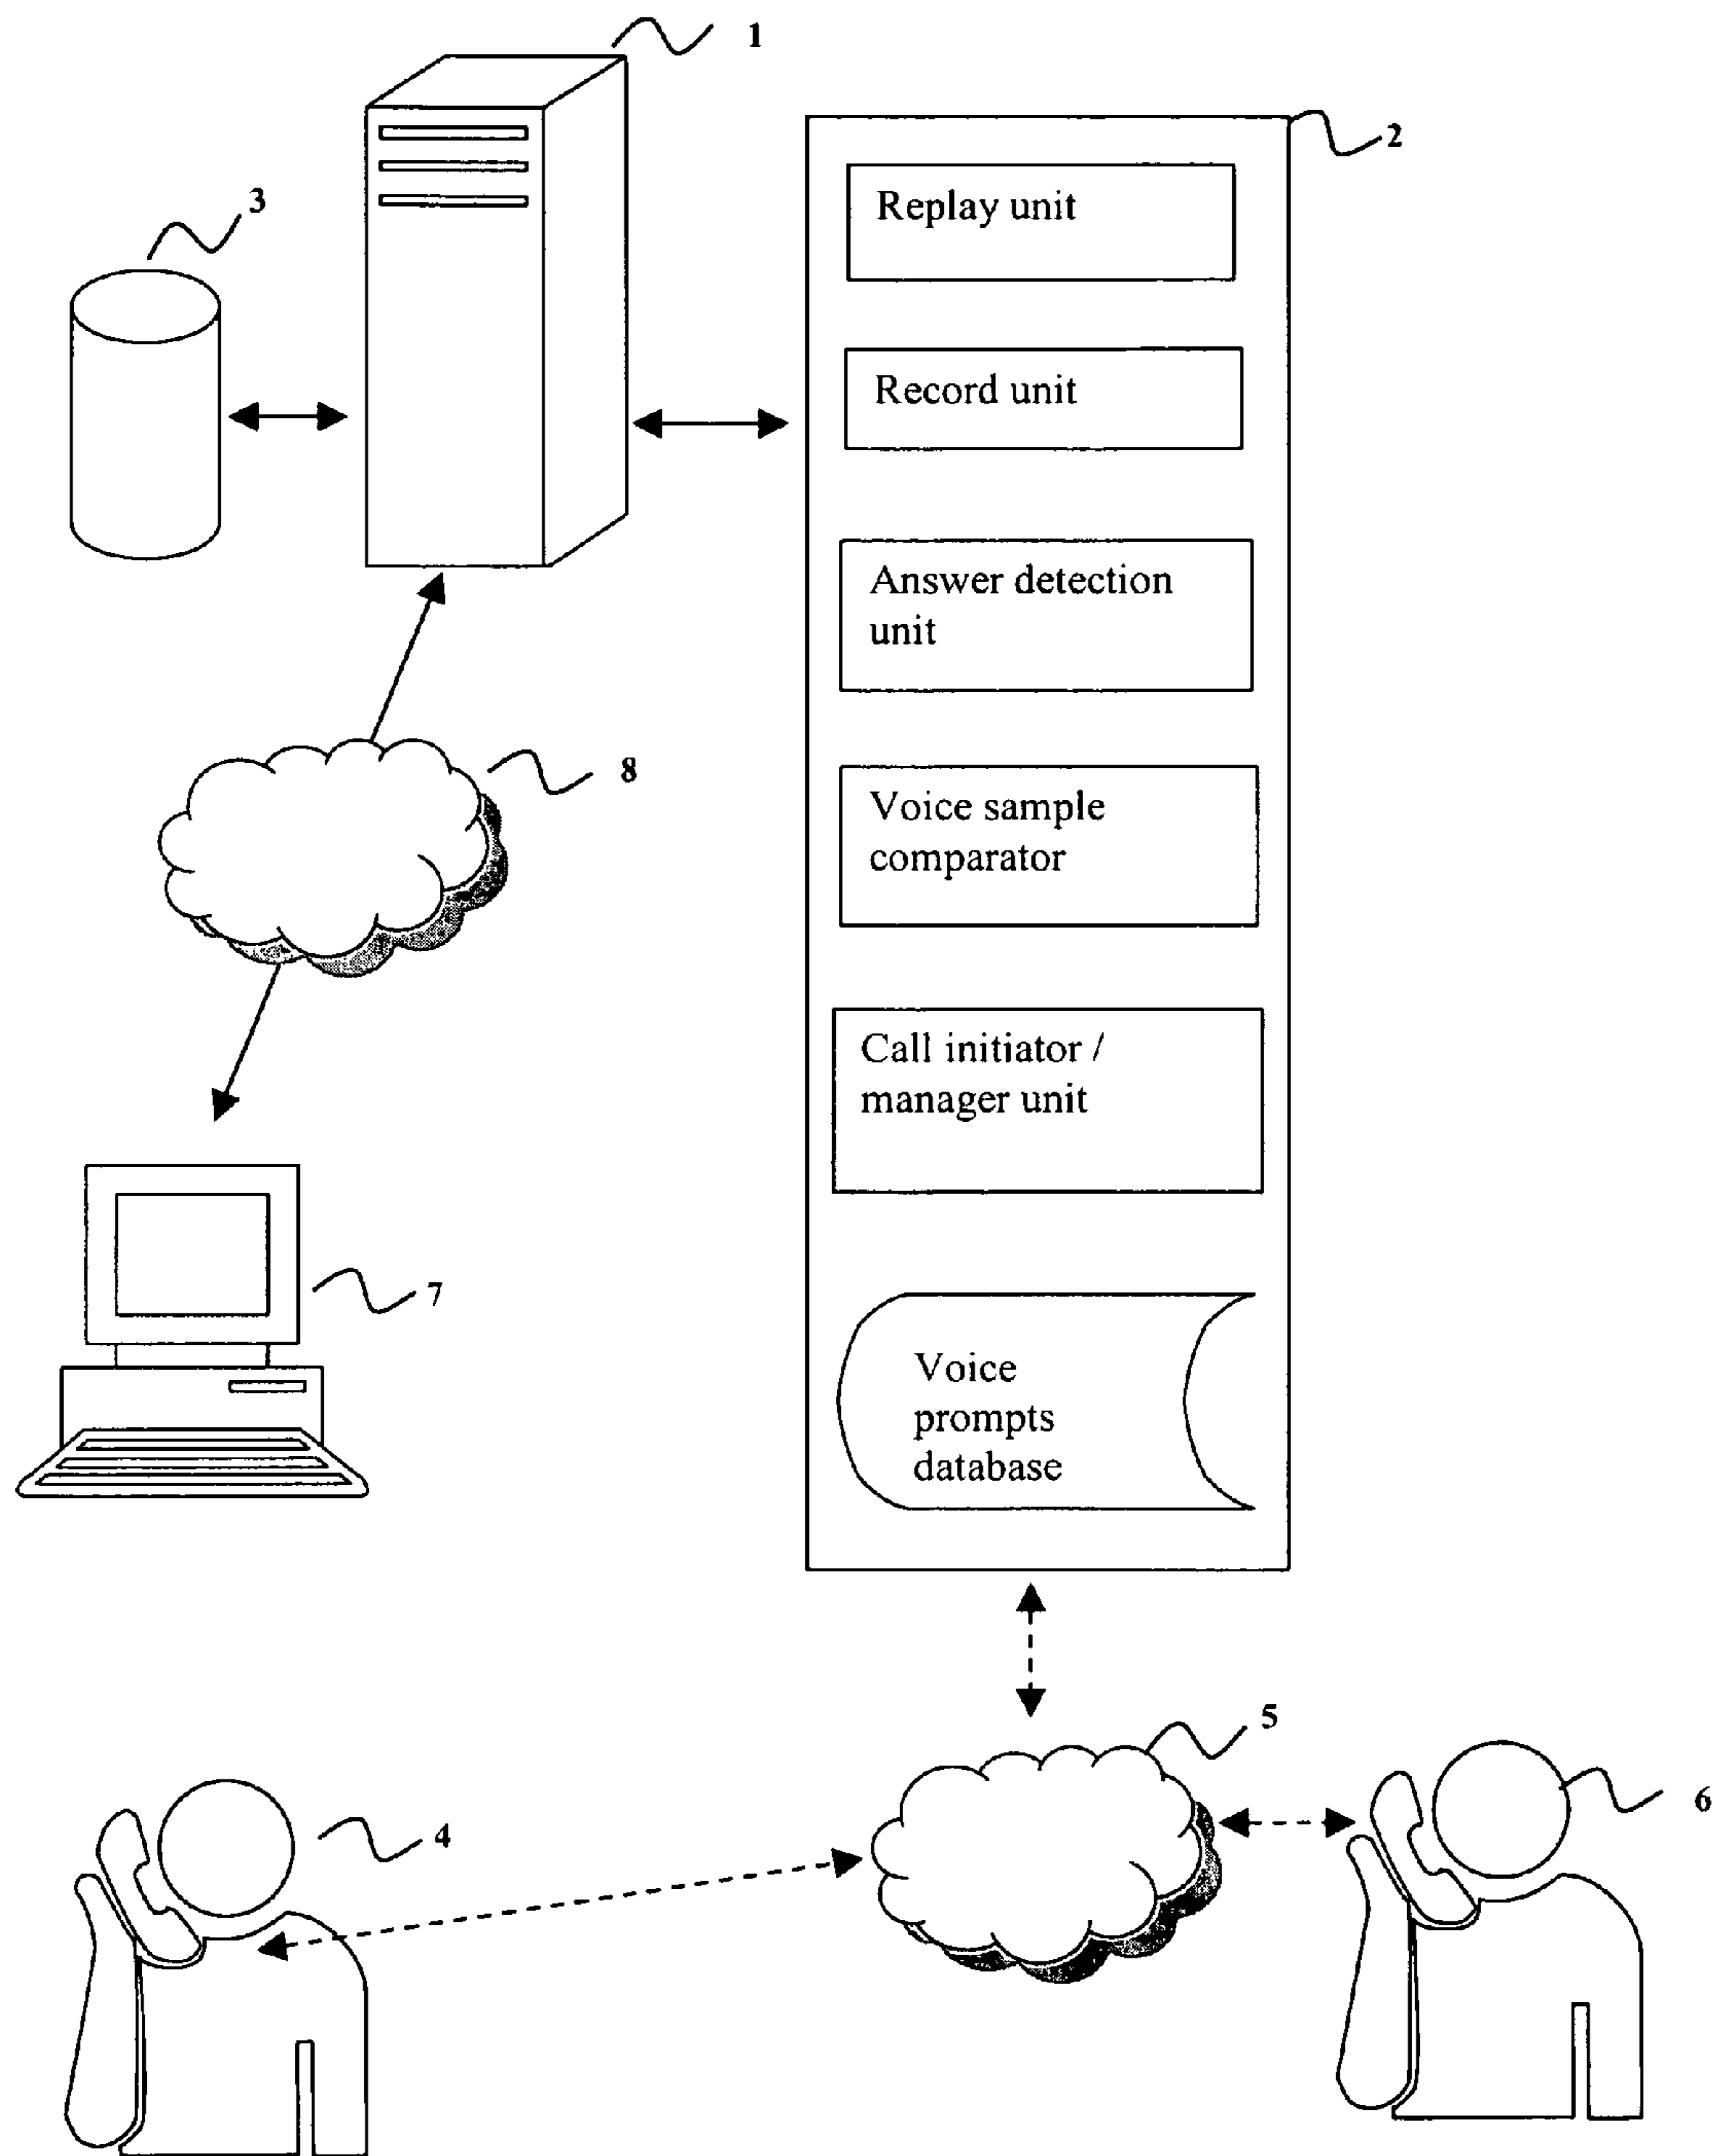 1
2
3
Replay unit
Record unit
Answer detection
unit
8
Voice sample
comparator
Call initiator /
manager unit
7
Voice
prompts
database
5
6
4